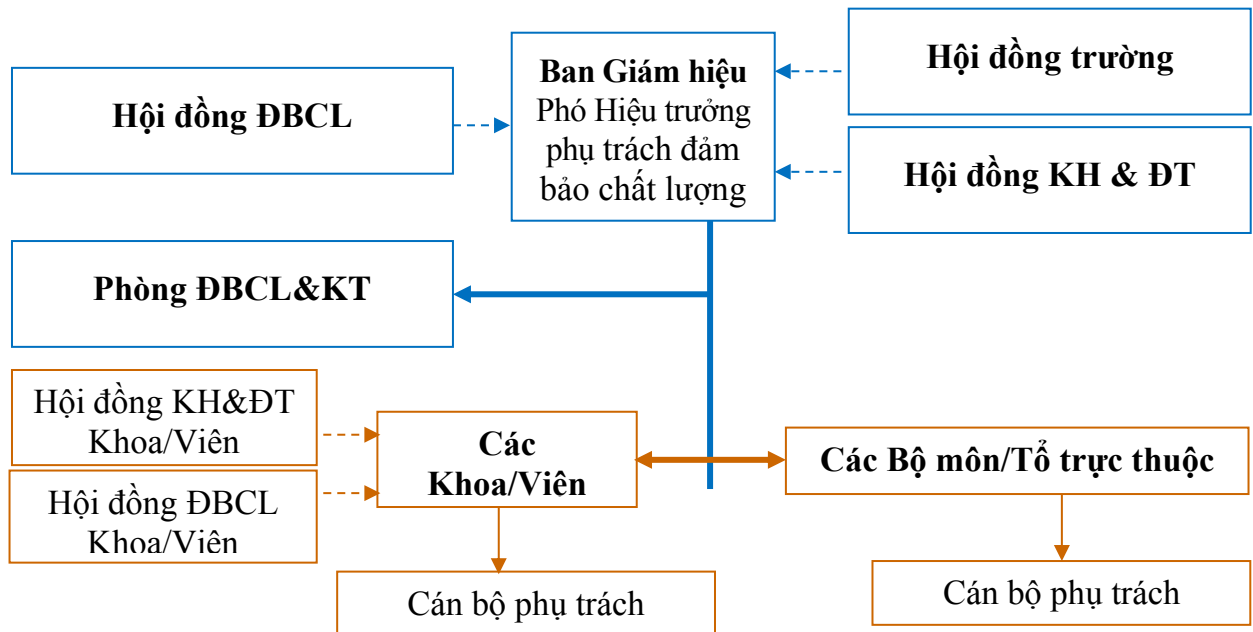 Hội đồng trường
Ban Giám hiệu
Phó Hiệu trưởng
phụ trách đảm
bảo chất lượng
Hội đồng ĐBCL
Hội đồng KH & ĐT
Phòng ĐBCL&KT
Hội đồng KH&ĐT
Khoa/Viên
Hội đồng ĐBCL
Khoa/Viên
Các
Khoa/Viên
Các Bộ môn/Tổ trực thuộc
Cán bộ phụ trách
Cán bộ phụ trách